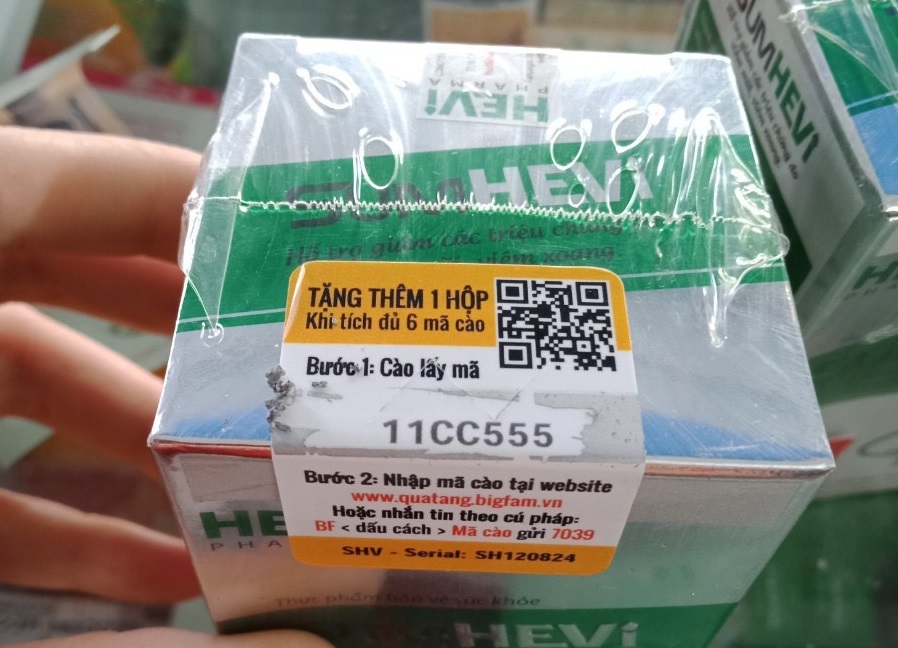 HEVi
PHARMA
SUMHEVi
Hỗ trợ giảm các triệu chứng
viêm xoang
TẶNG THÊM 1 HỘP
Khi tích đủ 6 mã cào
Bước 1: Cào lấy mã
11CC555
Bước 2: Nhập mã cào tại website
www.quatang.bigfam.vn
Hoặc nhắn tin theo cú pháp:
BF < dấu cách > Mã cào gửi 7039
SHV - Serial: SH120824
Thực phẩm bảo vệ sức khỏe
HEVi
SUMHEVi